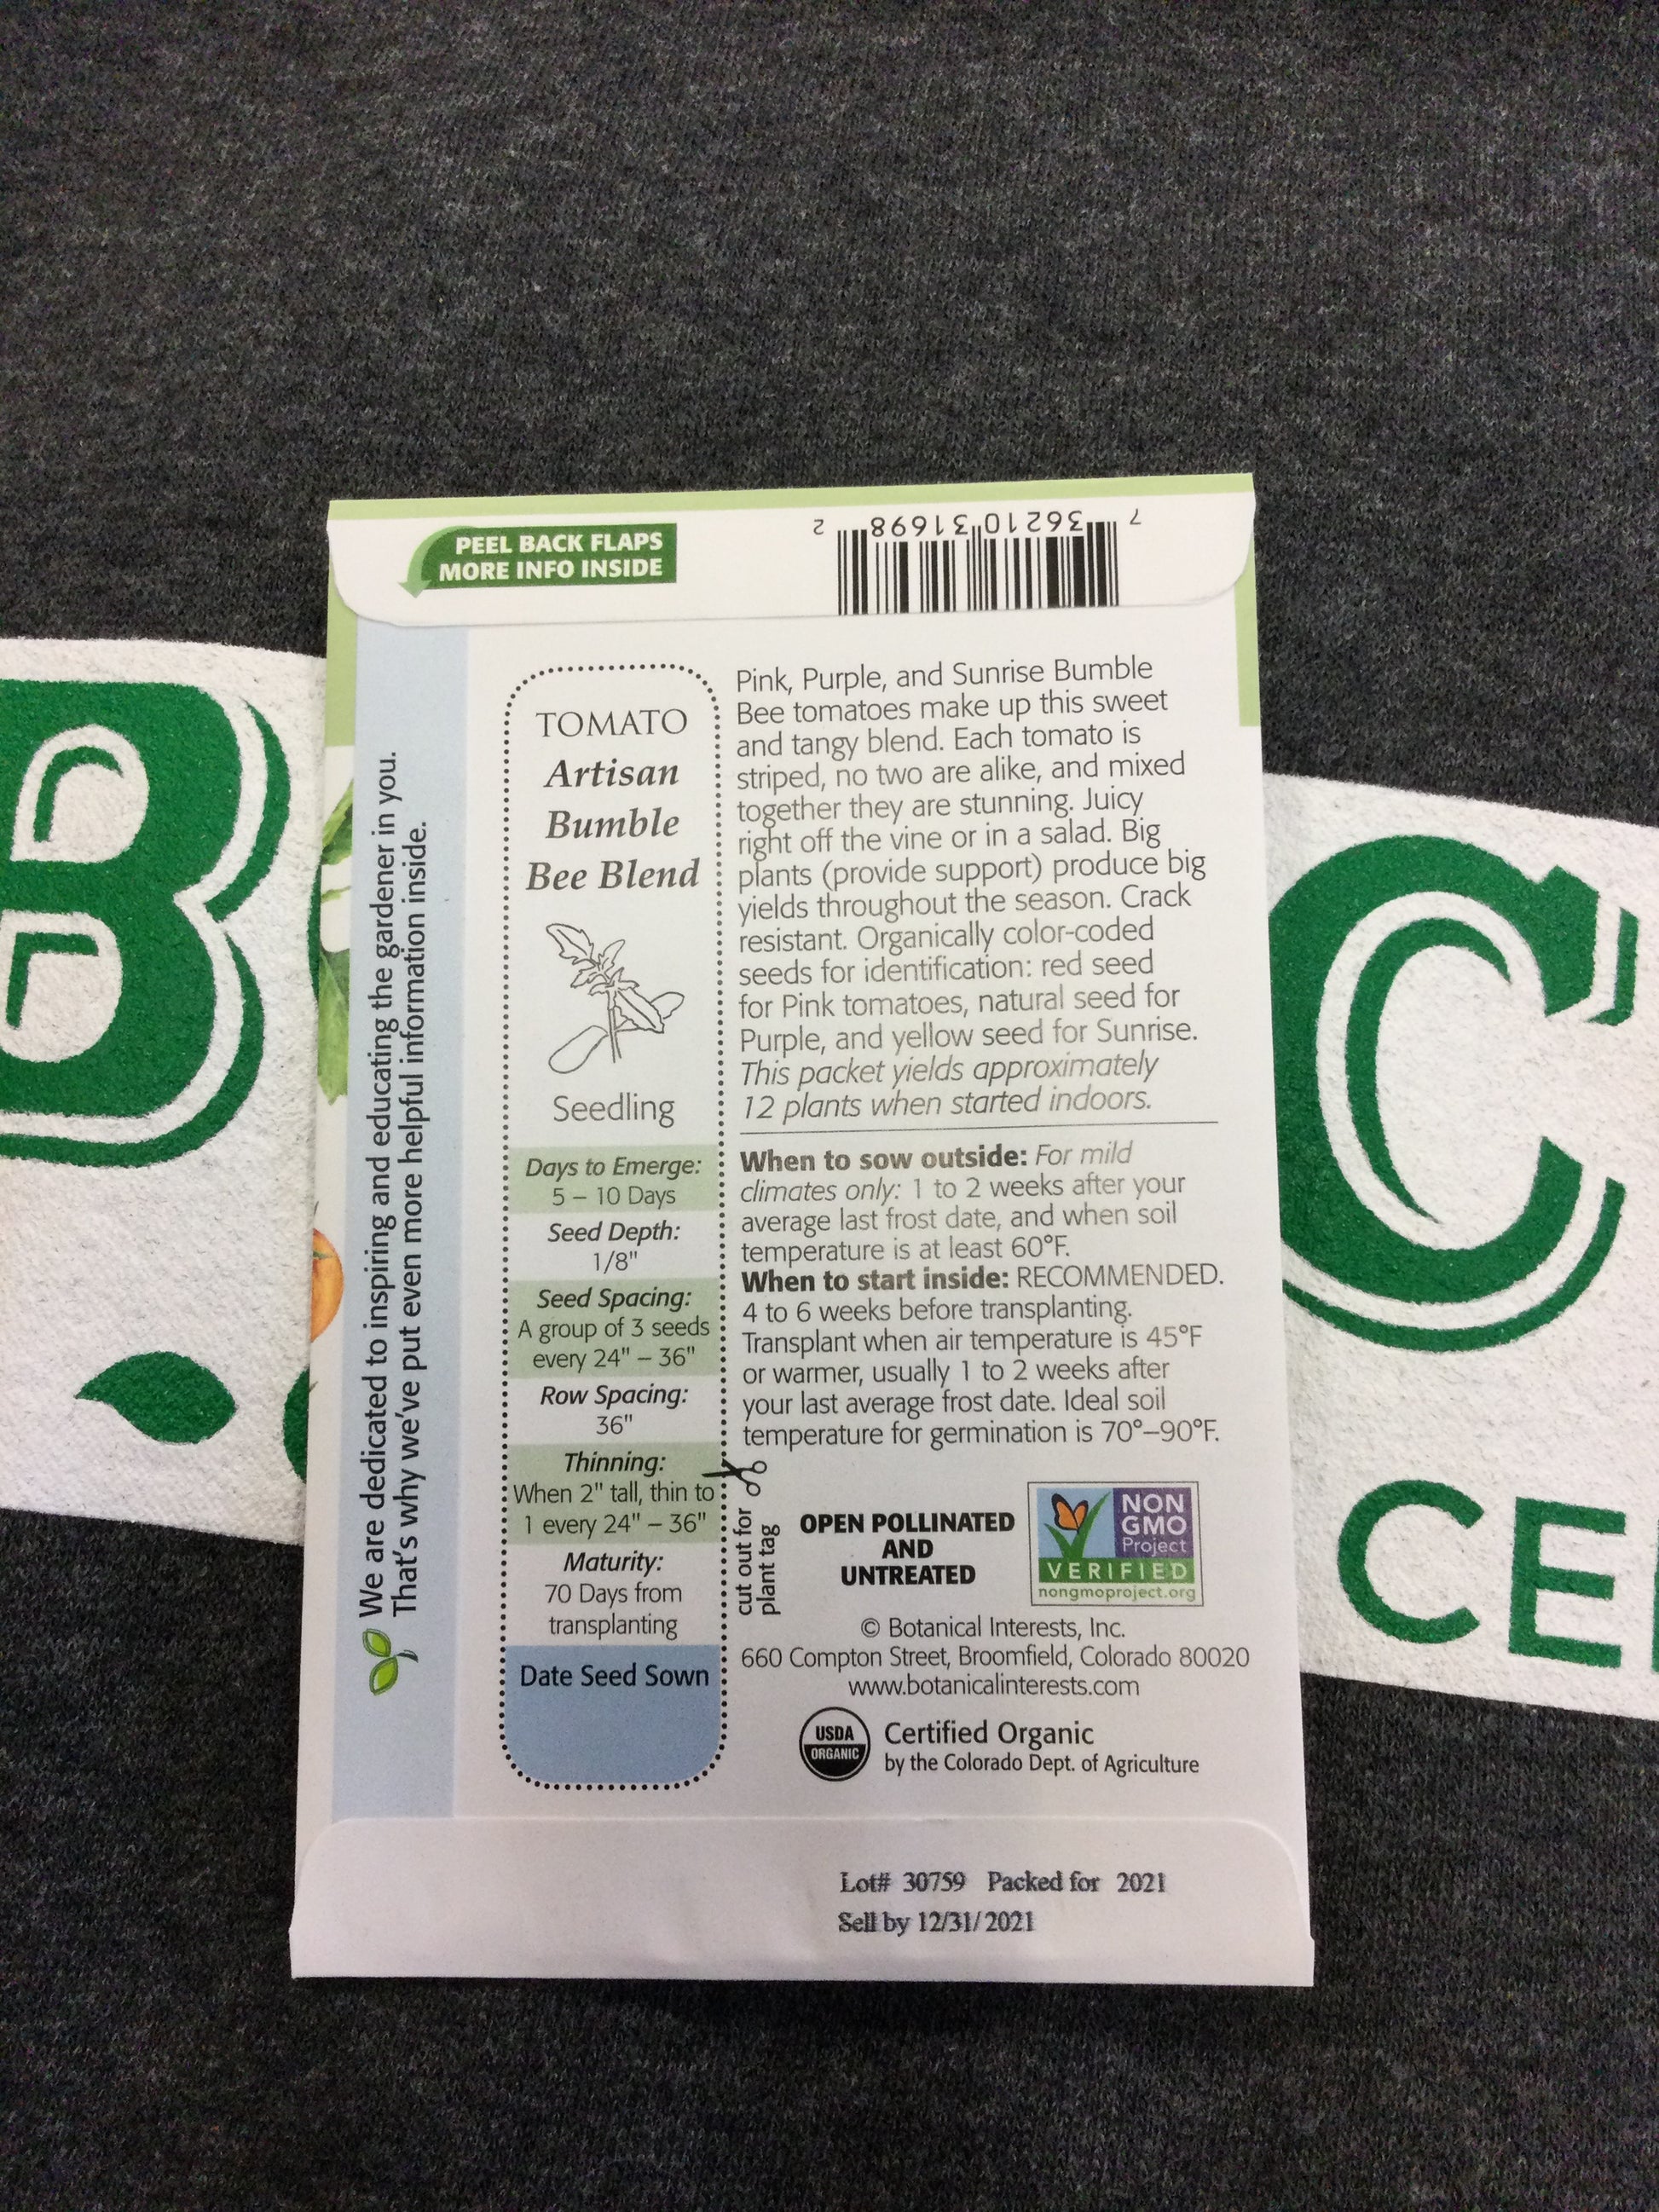 PEEL BACK FLAPS
MORE INFO INSIDE
7 36210 31698 2
We are dedicated to inspiring and educating the gardener in you.
That's why we've put even more helpful information inside.
TOMATO
Artisan
Bumble
Bee Blend
Seedling
Days to Emerge:
5 – 10 Days
Seed Depth:
1/8"
Seed Spacing:
A group of 3 seeds
every 24" – 36"
Row Spacing:
36"
Thinning:
When 2" tall, thin to
1 every 24" – 36"
Maturity:
70 Days from
transplanting
Date Seed Sown
cut out for
plant tag
Pink, Purple, and Sunrise Bumble
Bee tomatoes make up this sweet
and tangy blend. Each tomato is
striped, no two are alike, and mixed
together they are stunning. Juicy
right off the vine or in a salad. Big
plants (provide support) produce big
yields throughout the season. Crack
resistant. Organically color-coded
seeds for identification: red seed
for Pink tomatoes, natural seed for
Purple, and yellow seed for Sunrise.
This packet yields approximately
12 plants when started indoors.
When to sow outside: For mild
climates only: 1 to 2 weeks after your
average last frost date, and when soil
temperature is at least 60°F.
When to start inside: RECOMMENDED.
4 to 6 weeks before transplanting.
Transplant when air temperature is 45°F
or warmer, usually 1 to 2 weeks after
your last average frost date. Ideal soil
temperature for germination is 70°–90°F.
OPEN POLLINATED
AND
UNTREATED
NON
GMO
Project
VERIFIED
nongmoproject.org
© Botanical Interests, Inc.
660 Compton Street, Broomfield, Colorado 80020
www.botanicalinterests.com
USDA
ORGANIC
Certified Organic
by the Colorado Dept. of Agriculture
Lot# 30759 Packed for 2021
Sell by 12/31/2021
B
C
CE